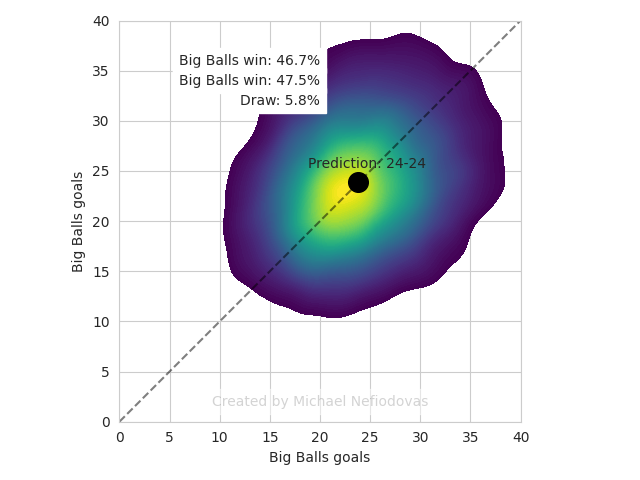 40
35
30
25
20
15
10
5
0
Big Balls goals
Big Balls win: 46.7%
Big Balls win: 47.5%
Draw: 5.8%
Prediction: 24-24
Created by Michael Nefiodovas
0 5 10 15 20 25 30 35 40
Big Balls goals